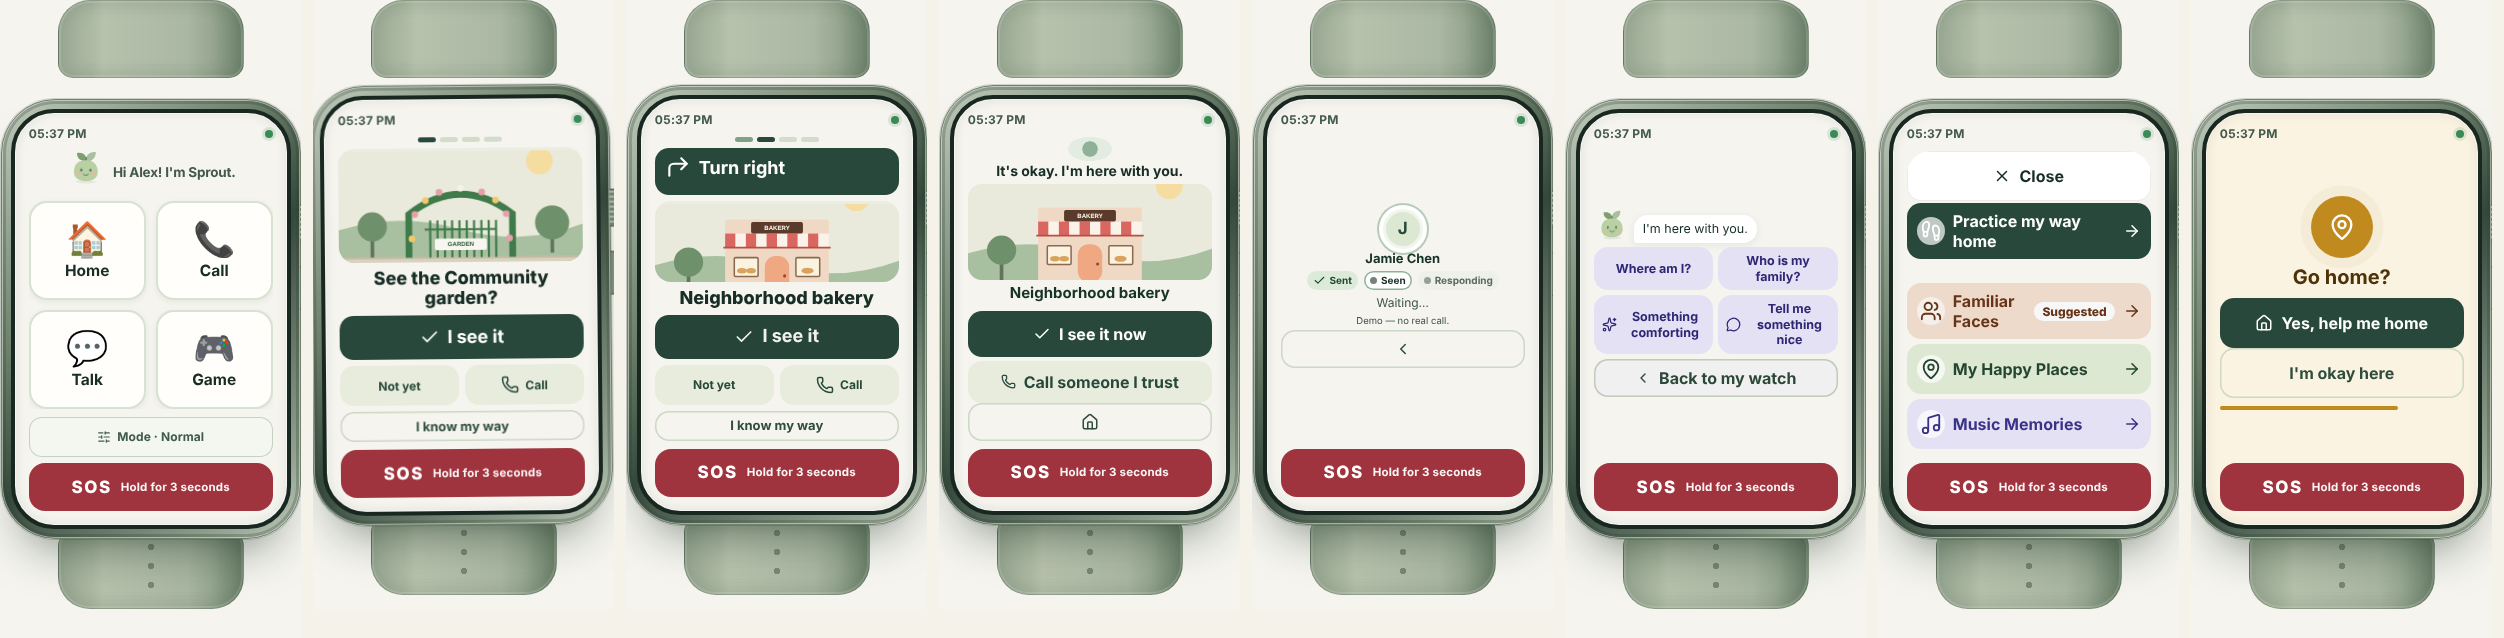 05:37 PM
Hi Alex! I'm Sprout.
Home
Call
Talk
Game
Mode · Normal
SOS Hold for 3 seconds
05:37 PM
GARDEN
See the Community
garden?
I see it
Not yet
Call
I know my way
SOS Hold for 3 seconds
05:37 PM
Turn right
BAKERY
Neighborhood bakery
I see it
Not yet
Call
I know my way
SOS Hold for 3 seconds
05:37 PM
It's okay. I'm here with you.
BAKERY
Neighborhood bakery
I see it now
Call someone I trust
SOS Hold for 3 seconds
05:37 PM
J
Jamie Chen
Sent
Seen
Responding
Waiting...
Demo — no real call.
SOS Hold for 3 seconds
05:37 PM
I'm here with you.
Where am I?
Who is my
family?
Something
comforting
Tell me
something
nice
Back to my watch
SOS Hold for 3 seconds
05:37 PM
Close
Practice my way
home
Familiar
Faces
Suggested
My Happy Places
Music Memories
SOS Hold for 3 seconds
05:37 PM
Go home?
Yes, help me home
I'm okay here
SOS Hold for 3 seconds